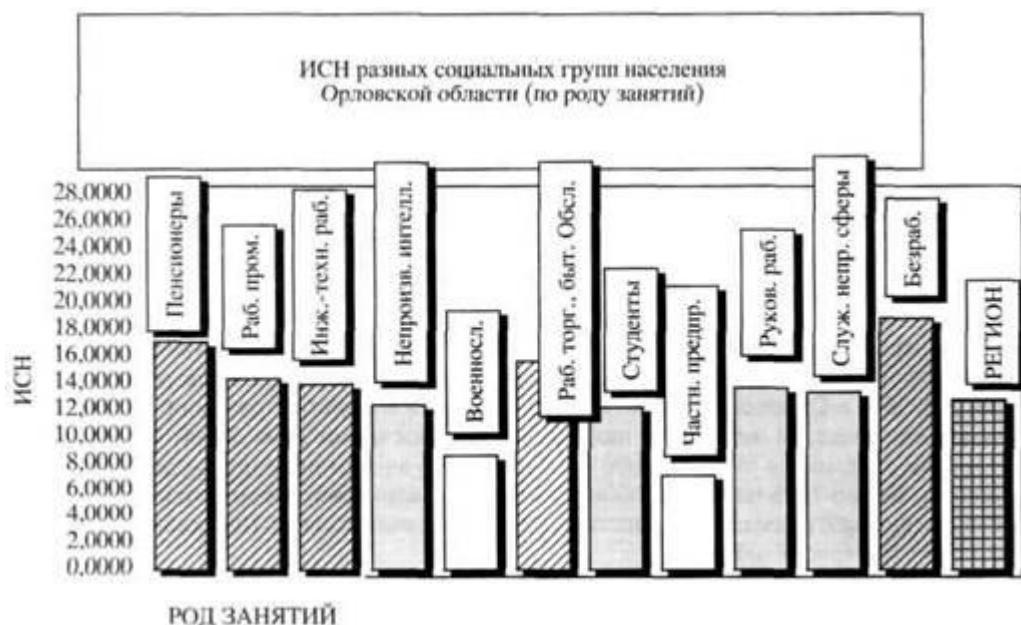 ИСН разных социальных групп населения
Орловской области (по роду занятий)
28,0000
26,0000
24,0000
22,0000
20,0000
18,0000
16,0000
14,0000
12,0000
10,0000
8,0000
6,0000
4,0000
2,0000
0,0000
ИСН
Пенсионеры
Раб. пром.
Инж.-техн. раб.
Непроизв. интелл.
Военносл.
Раб. торг., быт. Обсл.
Студенты
Частн. предпр.
Руков. раб.
Служ. непр. сферы
Безраб.
РЕГИОН
РОД ЗАНЯТИЙ